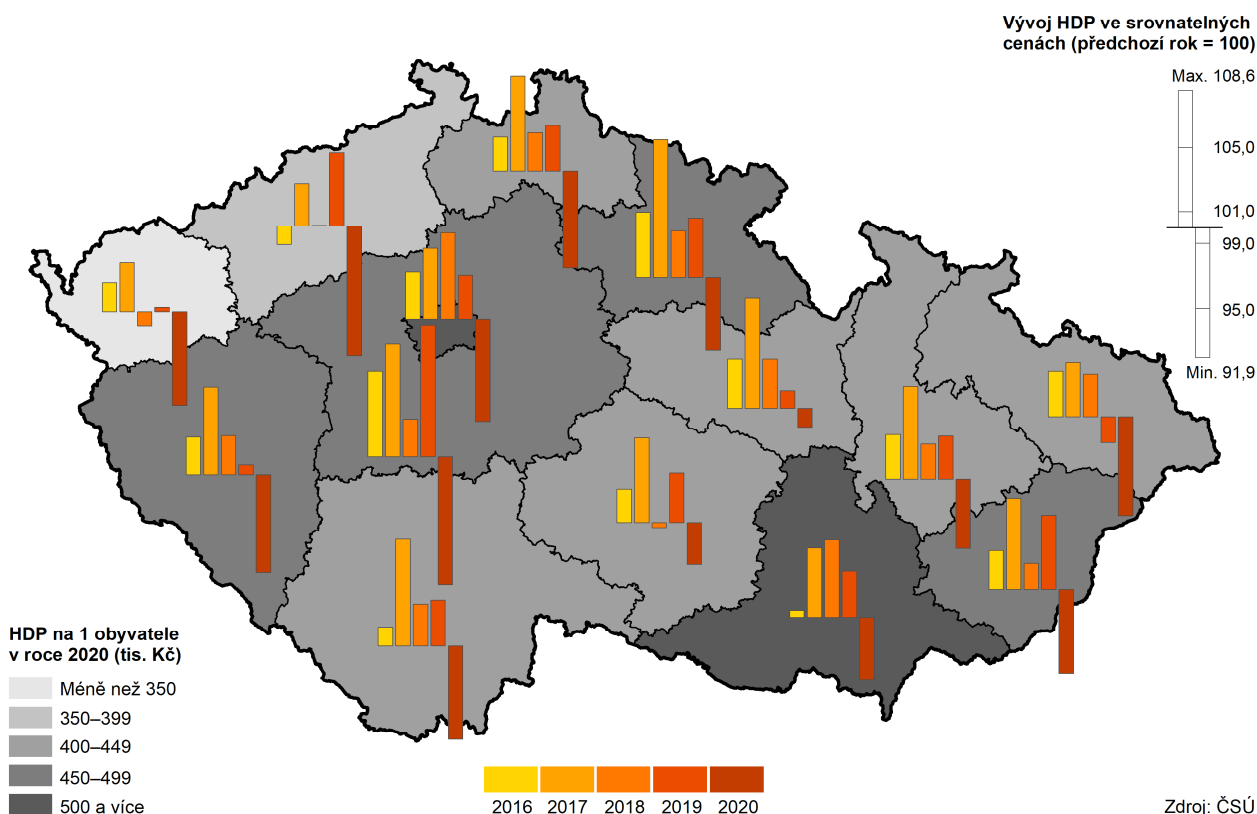 Vývoj HDP ve srovnatelných
cenách (předchozí rok = 100)
Max. 108,6
105,0
101,0
99,0
95,0
Min. 91,9
HDP na 1 obyvatele
v roce 2020 (tis. Kč)
Méně než 350
350–399
400–449
450–499
500 a více
2016 2017 2018 2019 2020
Zdroj: ČSÚ